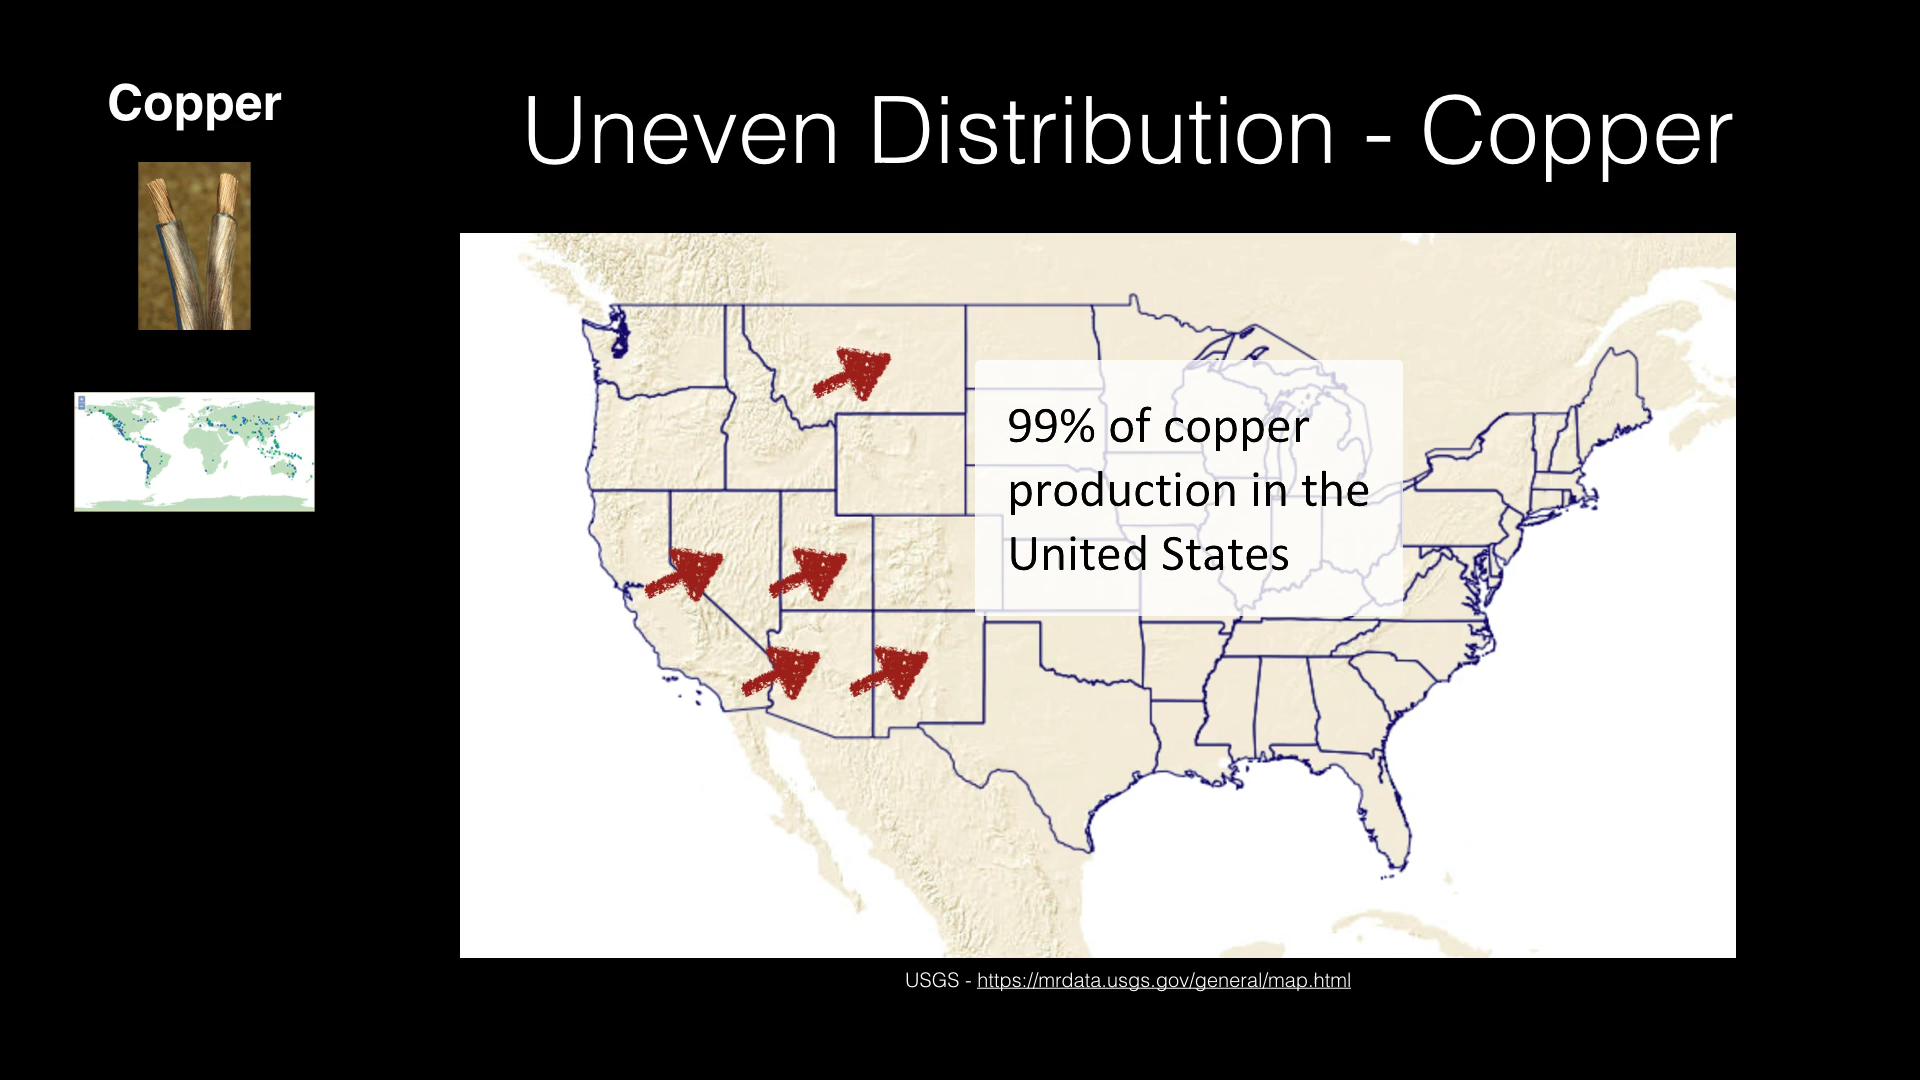 Copper
Uneven Distribution - Copper
99% of copper
production in the
United States
USGS - https://mrdata.usgs.gov/general/map.html